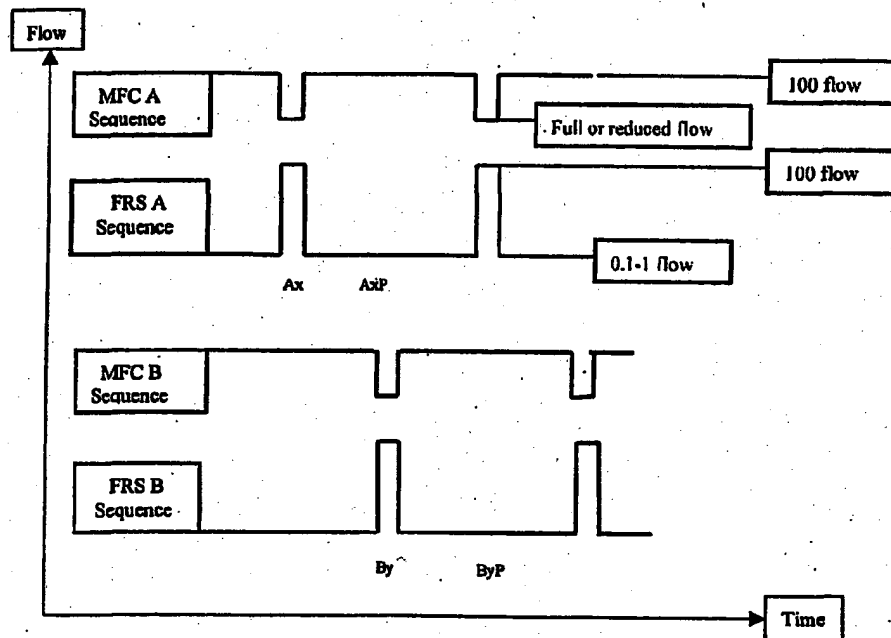 Flow
MFC A
Sequence
100 flow
Full or reduced flow
100 flow
FRS A
Sequence
0.1-1 flow
Ax
AxP
MFC B
Sequence
FRS B
Sequence
By
ByP
Time